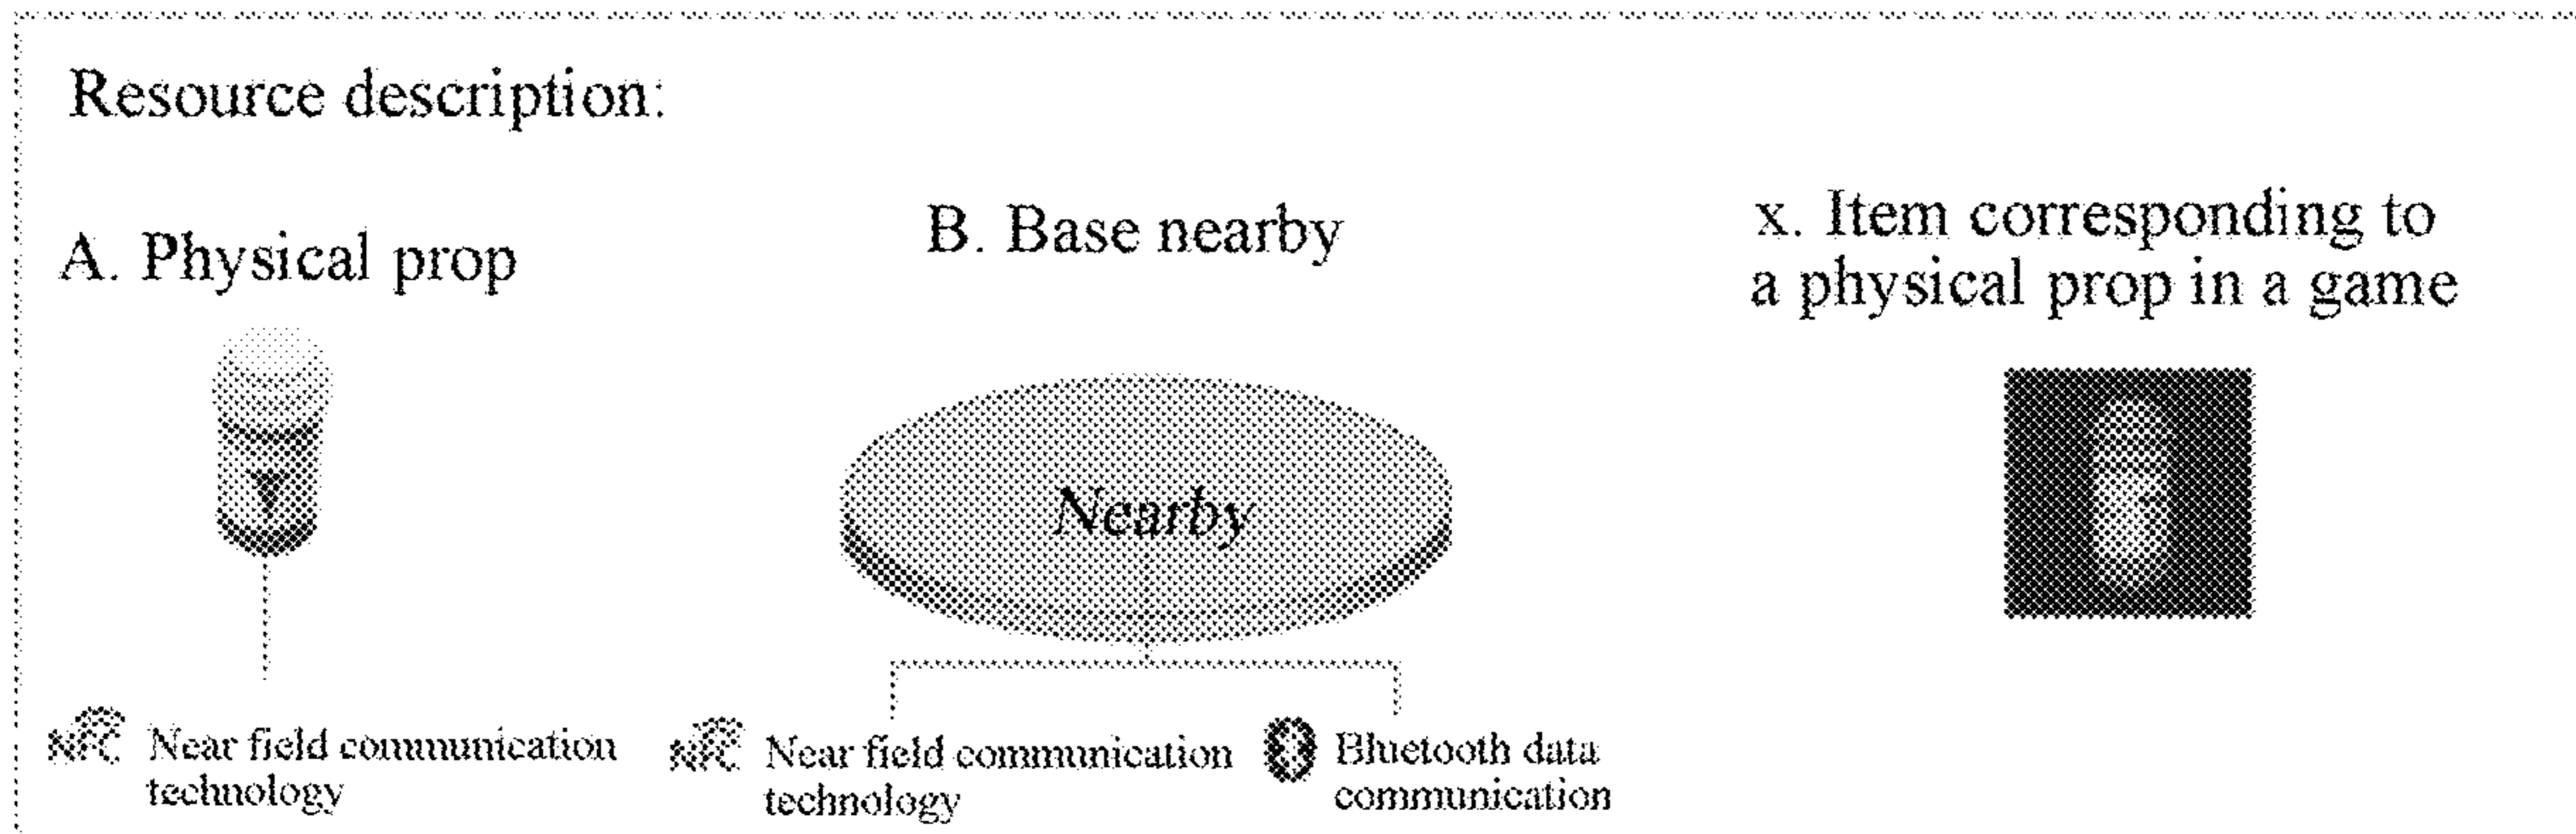 Resource description:
A. Physical prop
B. Base nearby
x. Item corresponding to
a physical prop in a game
Nearby
NFC Near field communication
technology
NFC Near field communication
technology
Bluetooth data
communication